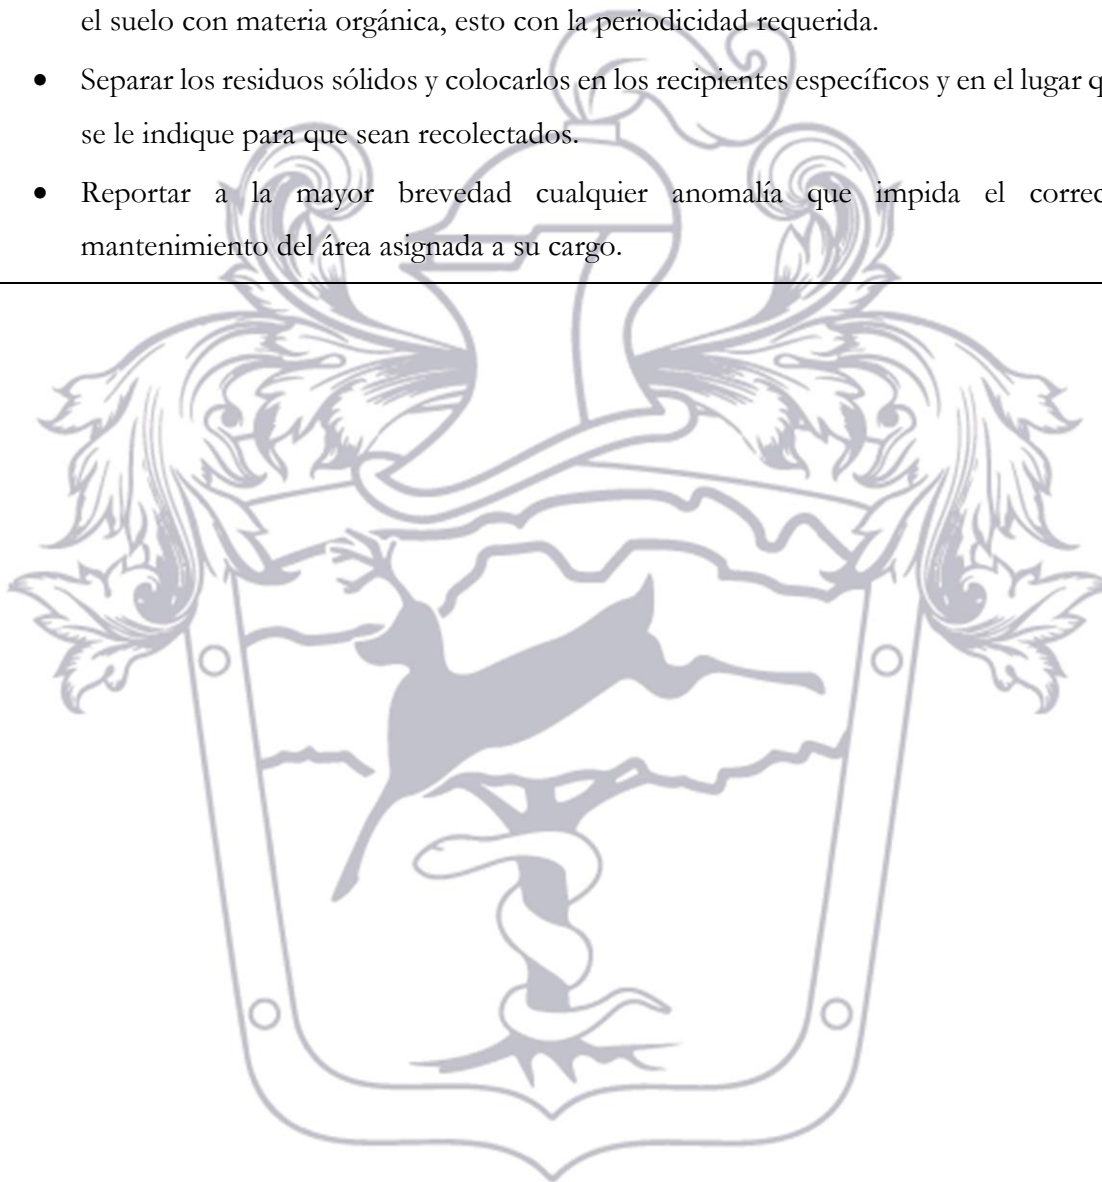 el suelo con materia orgánica, esto con la periodicidad requerida.
• Separar los residuos sólidos y colocarlos en los recipientes específicos y en el lugar q
se le indique para que sean recolectados.
• Reportar a la mayor brevedad cualquier anomalía que impida el correc
mantenimiento del área asignada a su cargo.